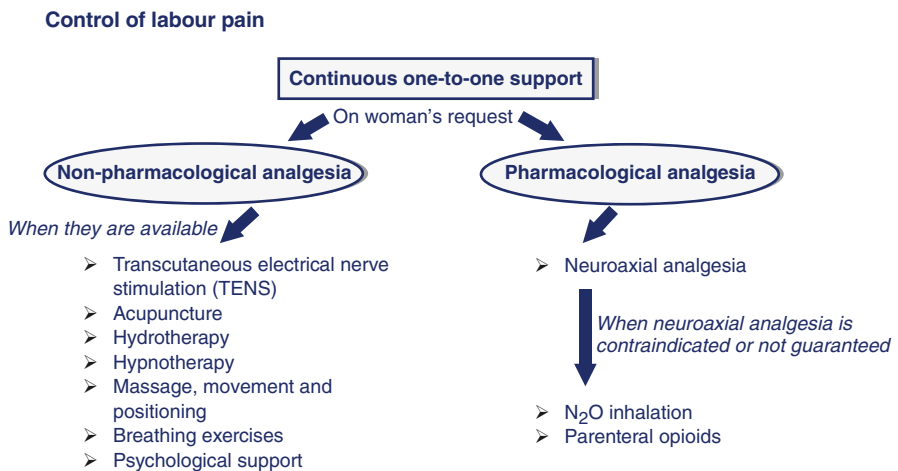 Control of labour pain
Continuous one-to-one support
On woman's request
Non-pharmacological analgesia
Pharmacological analgesia
When they are available
➢ Transcutaneous electrical nerve
stimulation (TENS)
➢ Acupuncture
➢ Hydrotherapy
➢ Hypnotherapy
➢ Massage, movement and
positioning
➢ Breathing exercises
➢ Psychological support
➢ Neuroaxial analgesia
When neuroaxial analgesia is
contraindicated or not guaranteed
➢ N₂O inhalation
➢ Parenteral opioids